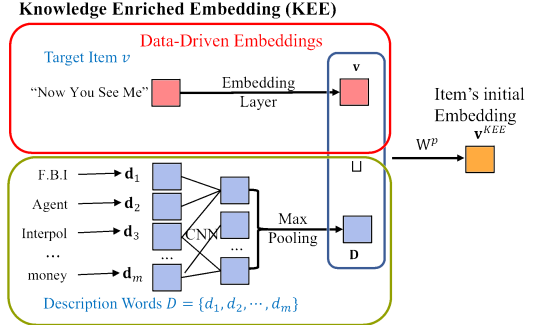 Knowledge Enriched Embedding (KEE)
Data-Driven Embeddings
Target Item v
"Now You See Me"
Embedding
Layer
v
Item's initial
Embedding
v^{KEE}
W^p
⊔
F.B.I
d_1
Agent
d_2
Interpol
d_3
...
...
money
d_m
CNN
...
Max
Pooling
D
Description Words D = {d_1, d_2, ⋯, d_m}